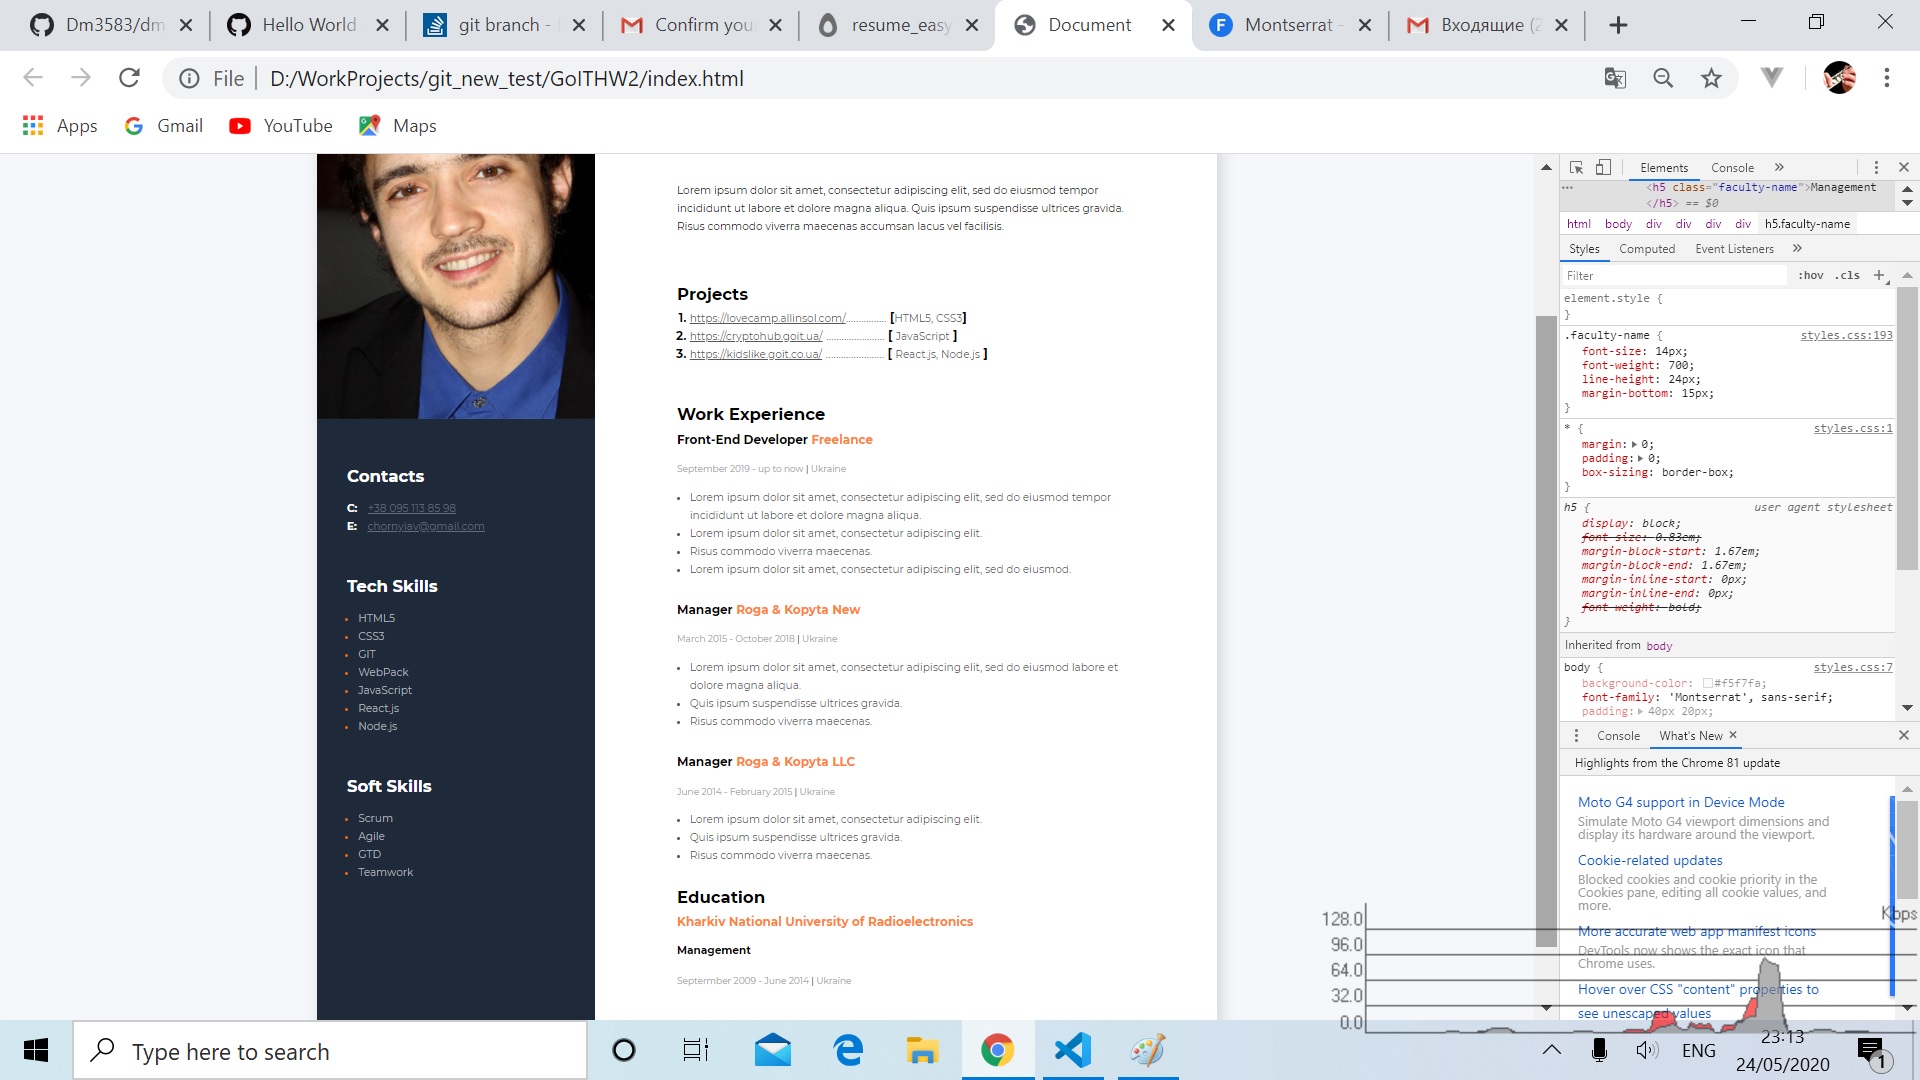 Dm3583/dm
Hello World
git branch -
Confirm your
resume_easy
Document
Montserrat -
Входящие (2
File
D:/WorkProjects/git_new_test/GoITHW2/index.html
Apps
Gmail
YouTube
Maps
Lorem ipsum dolor sit amet, consectetur adipiscing elit, sed do eiusmod tempor
incididunt ut labore et dolore magna aliqua. Quis ipsum suspendisse ultrices gravida.
Risus commodo viverra maecenas accumsan lacus vel facilisis.
Projects
1. https://lovecamp.allinsol.com/............... [HTML5, CSS3]
2. https://cryptohub.goit.ua/ ...................... [ JavaScript ]
3. https://kidslike.goit.co.ua/ ...................... [ React.js, Node.js ]
Work Experience
Front-End Developer Freelance
September 2019 - up to now | Ukraine
• Lorem ipsum dolor sit amet, consectetur adipiscing elit, sed do eiusmod tempor
incididunt ut labore et dolore magna aliqua.
• Lorem ipsum dolor sit amet, consectetur adipiscing elit.
• Risus commodo viverra maecenas.
• Lorem ipsum dolor sit amet, consectetur adipiscing elit, sed do eiusmod.
Manager Roga & Kopyta New
March 2015 - October 2018 | Ukraine
• Lorem ipsum dolor sit amet, consectetur adipiscing elit, sed do eiusmod labore et
dolore magna aliqua.
• Quis ipsum suspendisse ultrices gravida.
• Risus commodo viverra maecenas.
Manager Roga & Kopyta LLC
June 2014 - February 2015 | Ukraine
• Lorem ipsum dolor sit amet, consectetur adipiscing elit.
• Quis ipsum suspendisse ultrices gravida.
• Risus commodo viverra maecenas.
Education
Kharkiv National University of Radioelectronics
Management
Septermber 2009 - June 2014 | Ukraine
Contacts
C: +38 095 113 85 98
E: chornyiav@gmail.com
Tech Skills
• HTML5
• CSS3
• GIT
• WebPack
• JavaScript
• React.js
• Node.js
Soft Skills
• Scrum
• Agile
• GTD
• Teamwork
Elements
Console
<h5 class="faculty-name">Management
</h5> == $0
html body div div div div h5.faculty-name
Styles
Computed
Event Listeners
Filter
:hov .cls +
element.style {
}
.faculty-name { styles.css:193
font-size: 14px;
font-weight: 700;
line-height: 24px;
margin-bottom: 15px;
}
* { styles.css:1
margin: 0;
padding: 0;
box-sizing: border-box;
}
h5 { user agent stylesheet
display: block;
font-size: 0.83em;
margin-block-start: 1.67em;
margin-block-end: 1.67em;
margin-inline-start: 0px;
margin-inline-end: 0px;
font-weight: bold;
}
Inherited from body
body { styles.css:7
background-color: #f5f7fa;
font-family: 'Montserrat', sans-serif;
padding: 40px 20px;
Console
What's New
Highlights from the Chrome 81 update
Moto G4 support in Device Mode
Simulate Moto G4 viewport dimensions and
display its hardware around the viewport.
Cookie-related updates
Blocked cookies and cookie priority in the
Cookies pane, editing all cookie values, and
more.
More accurate web app manifest icons
DevTools now shows the exact icon that
Chrome uses.
Hover over CSS "content" properties to
see unescaped values
Kbps
128.0
96.0
64.0
32.0
0.0
Type here to search
ENG
23:13
24/05/2020
1